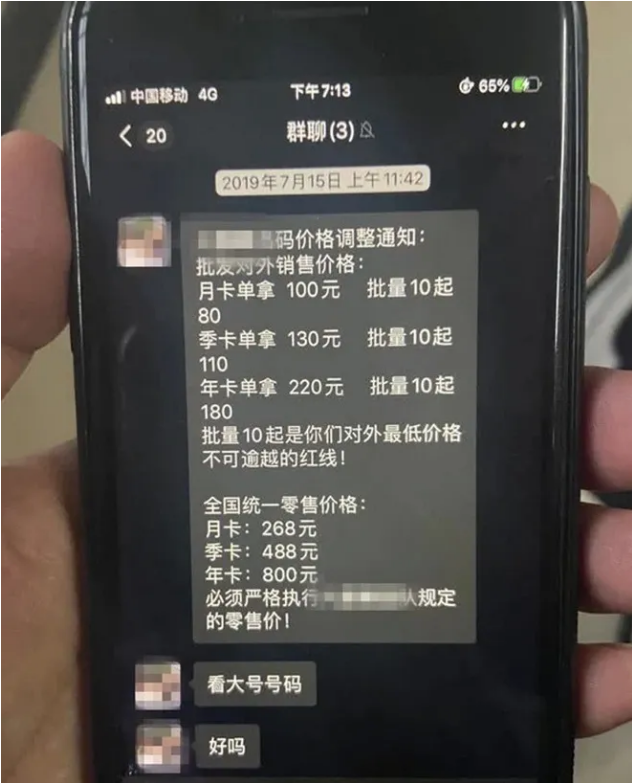 中国移动 4G 下午7:13 65%
20 群聊(3)
2019年7月15日 上午11:42
码价格调整通知：
批发对外销售价格：
月卡单拿 100元 批量10起
80
季卡单拿 130元 批量10起
110
年卡单拿 220元 批量10起
180
批量10起是你们对外最低价格
不可逾越的红线！
全国统一零售价格：
月卡：268元
季卡：488元
年卡：800元
必须严格执行 队规定
的零售价！
看大号号码
好吗